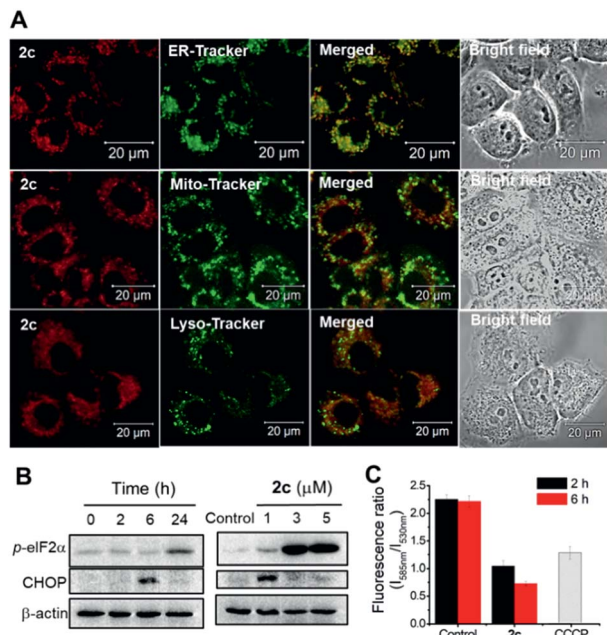 A
2c ER-Tracker Merged Bright field
20 µm 20 µm 20 µm 20 µm
2c Mito-Tracker Merged Bright field
20 µm 20 µm 20 µm 20 µm
2c Lyso-Tracker Merged Bright field
20 µm 20 µm 20 µm 20 µm
B
Time (h)
0 2 6 24
2c (µM)
Control 1 3 5
p-eIF2α
CHOP
β-actin
C
2 h
6 h
Fluorescence ratio
(I585nm/I530nm)
2.5
2.0
1.5
1.0
0.5
0.0
Control 2c CCCP